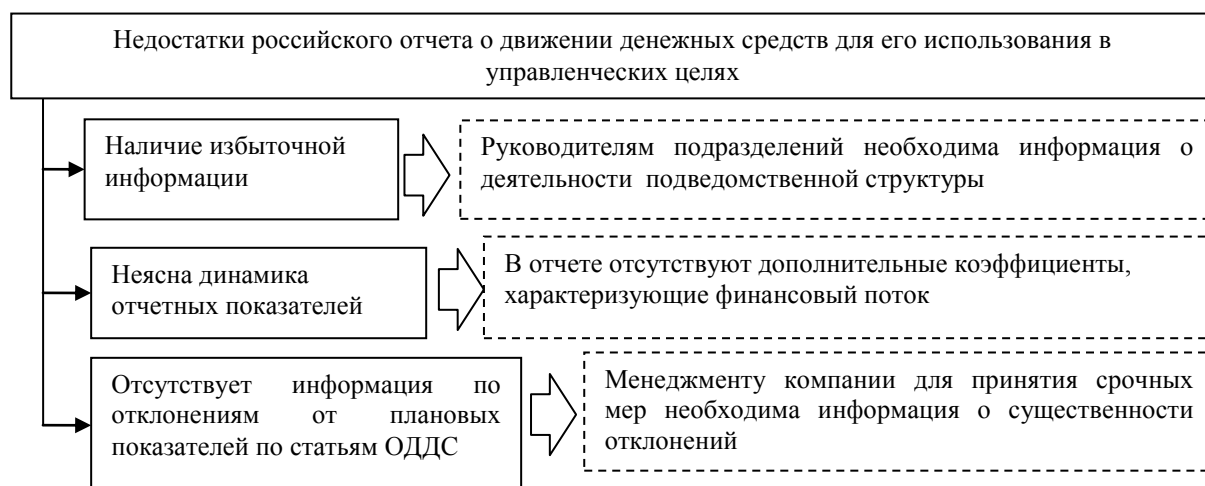 Недостатки российского отчета о движении денежных средств для его использования в
управленческих целях
Наличие избыточной
информации
Руководителям подразделений необходима информация о
деятельности подведомственной структуры
Неясна динамика
отчетных показателей
В отчете отсутствуют дополнительные коэффициенты,
характеризующие финансовый поток
Отсутствует информация по
отклонениям от плановых
показателей по статьям ОДДС
Менеджменту компании для принятия срочных
мер необходима информация о существенности
отклонений